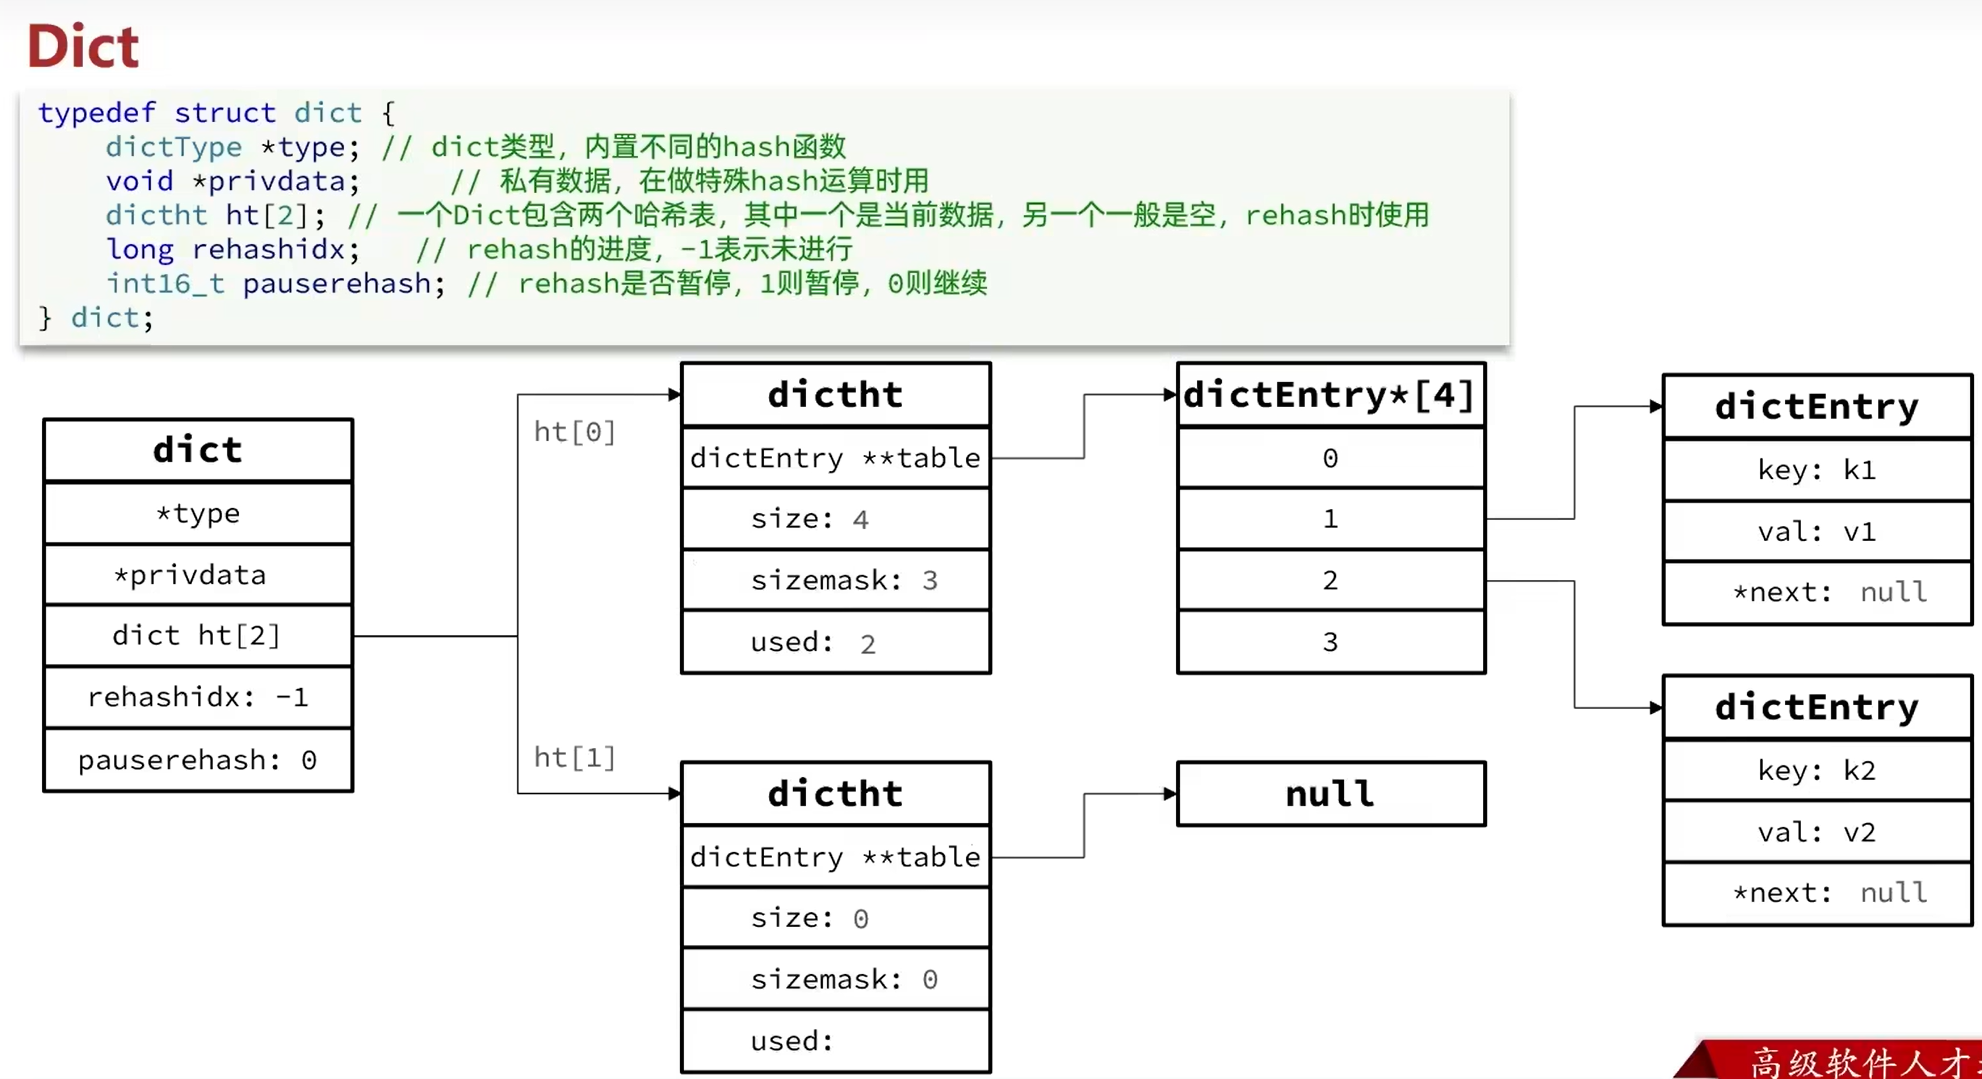 Dict
typedef struct dict {
dictType *type; // dict类型，内置不同的hash函数
void *privdata; // 私有数据，在做特殊hash运算时用
dictht ht[2]; // 一个Dict包含两个哈希表，其中一个是当前数据，另一个一般是空，rehash时使用
long rehashidx; // rehash的进度，-1表示未进行
int16_t pauserehash; // rehash是否暂停，1则暂停，0则继续
} dict;
dict
*type
*privdata
dict ht[2]
rehashidx: -1
pauserehash: 0
ht[0]
dictht
dictEntry **table
size: 4
sizemask: 3
used: 2
dictEntry*[4]
0
1
2
3
dictEntry
key: k1
val: v1
*next: null
dictEntry
key: k2
val: v2
*next: null
ht[1]
dictht
dictEntry **table
size: 0
sizemask: 0
used:
null
高级软件人才